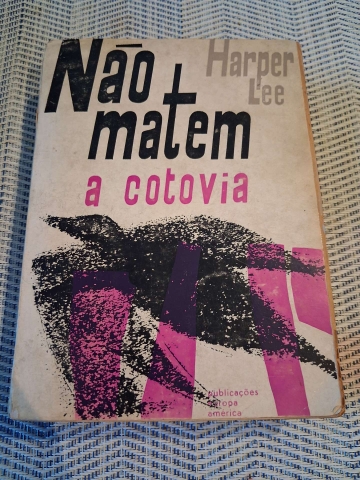 Não
matem
a cotovia
Harper
Lee
publicações
europa
américa